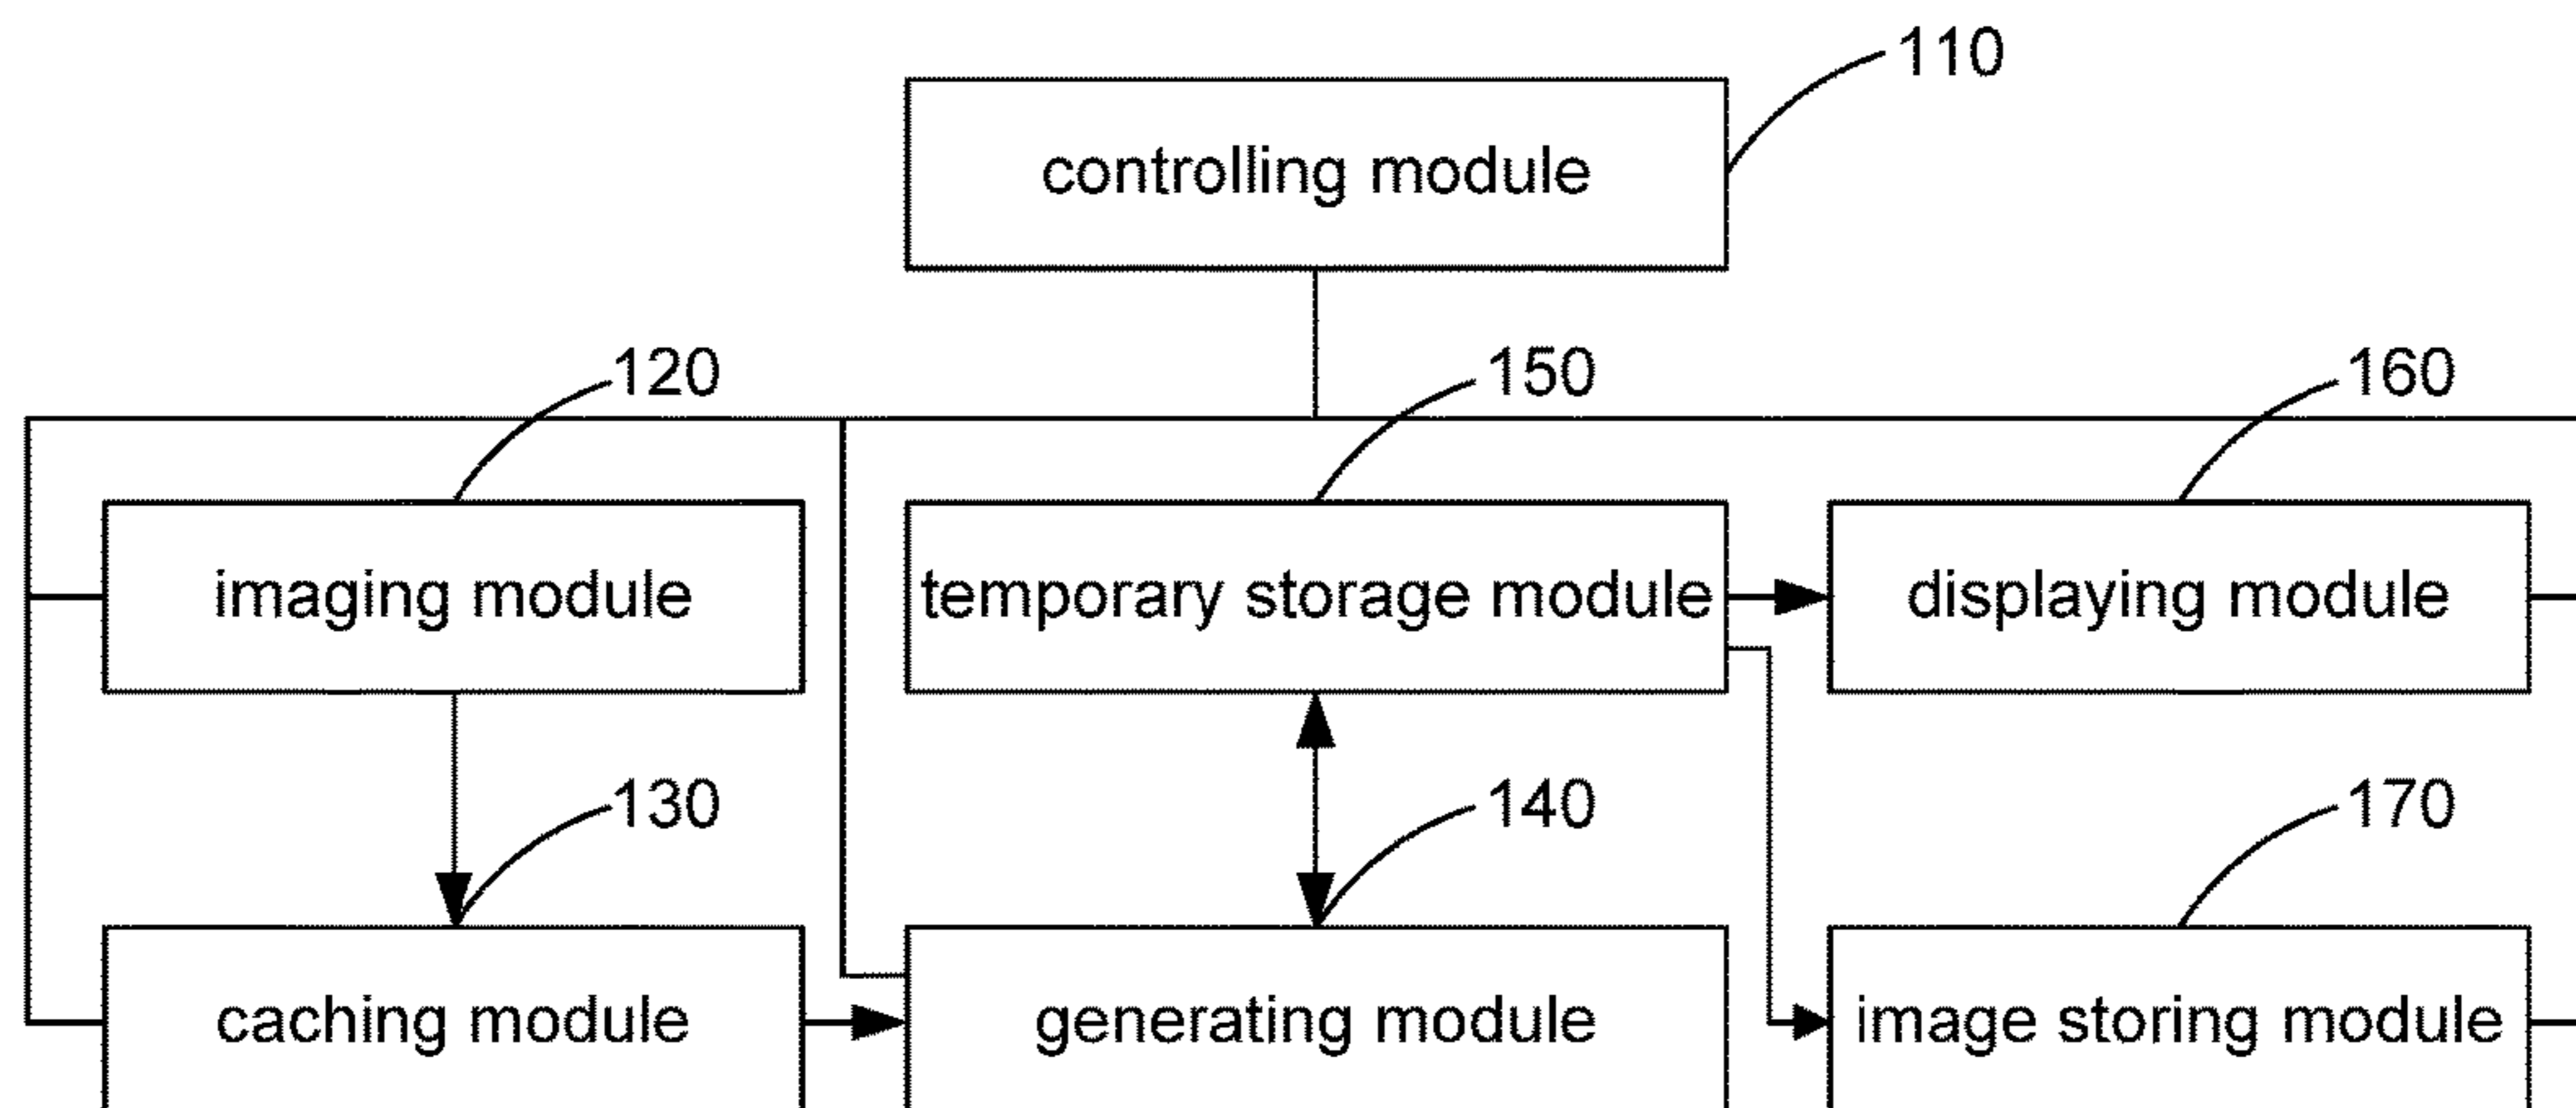 110
controlling module
120
150
160
imaging module
temporary storage module
displaying module
130
140
170
caching module
generating module
image storing module